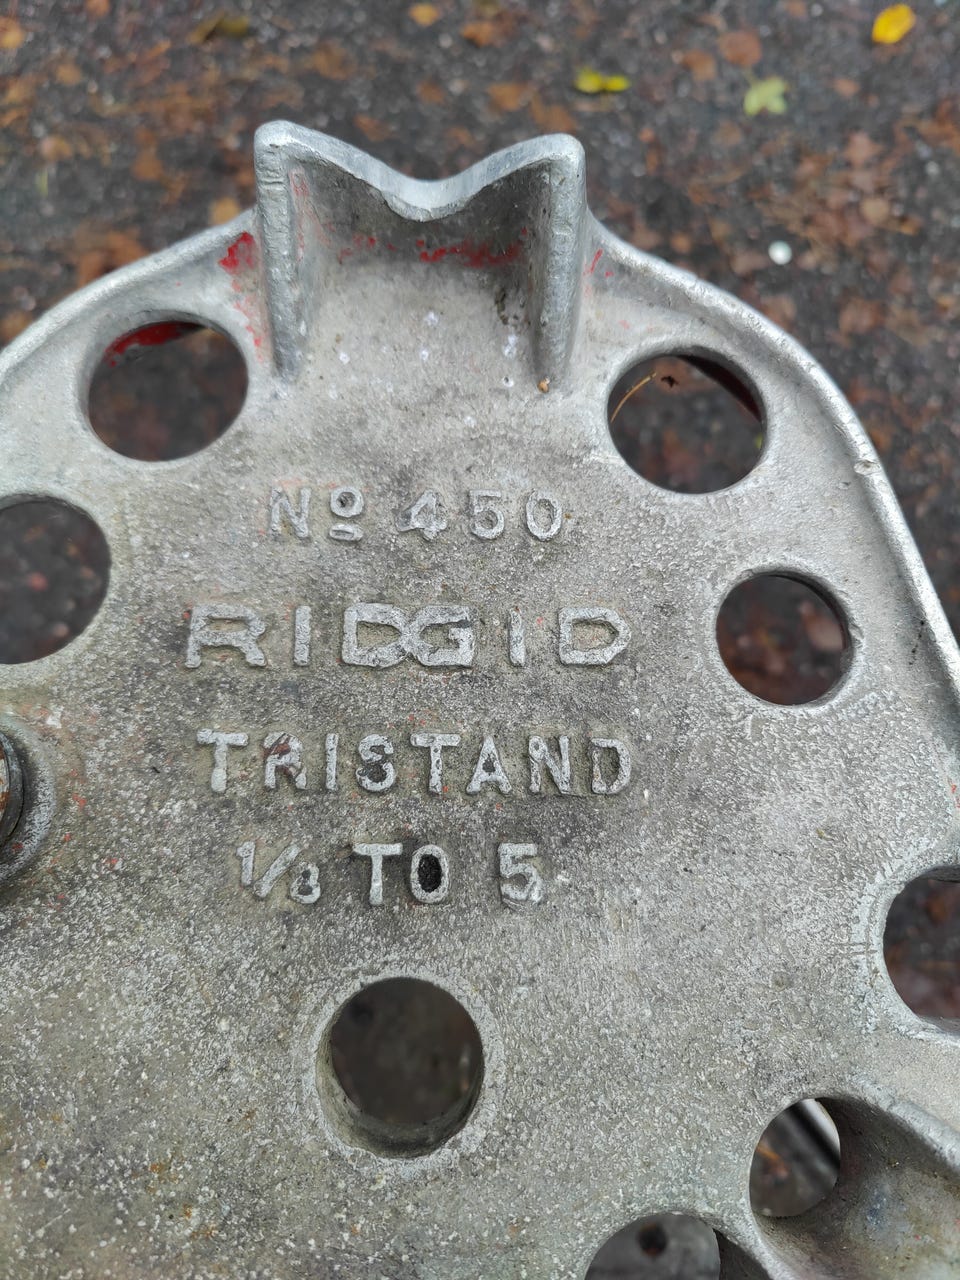 Nº 450
RIDGID
TRISTAND
1/8 TO 5